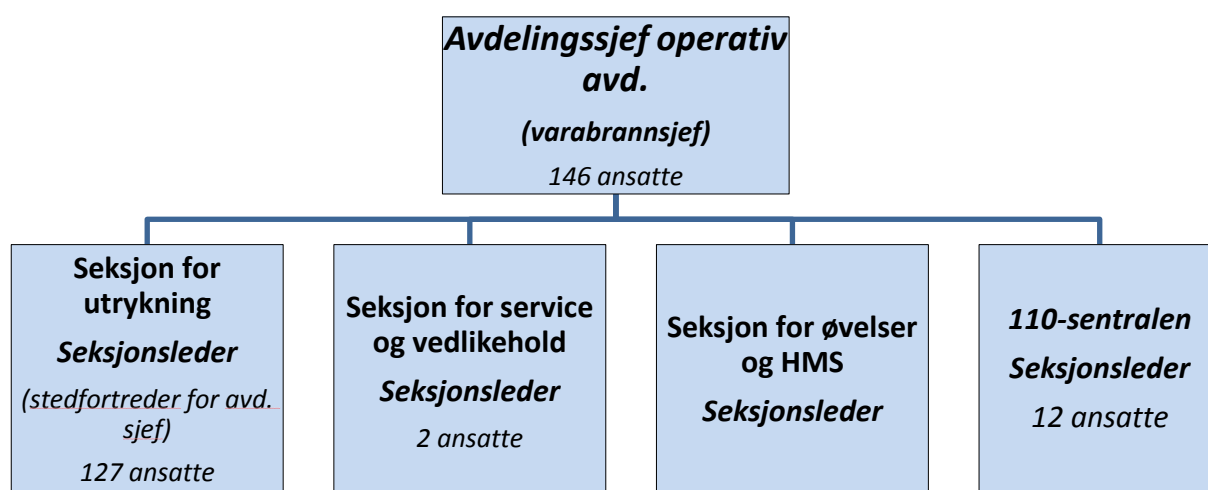 Avdelingssjef operativ
avd.
(varabrannsjef)
146 ansatte
Seksjon for
utrykning
Seksjonsleder
(stedfortreder for avd.
sjef)
127 ansatte
Seksjon for service
og vedlikehold
Seksjonsleder
2 ansatte
Seksjon for øvelser
og HMS
Seksjonsleder
110-sentralen
Seksjonsleder
12 ansatte